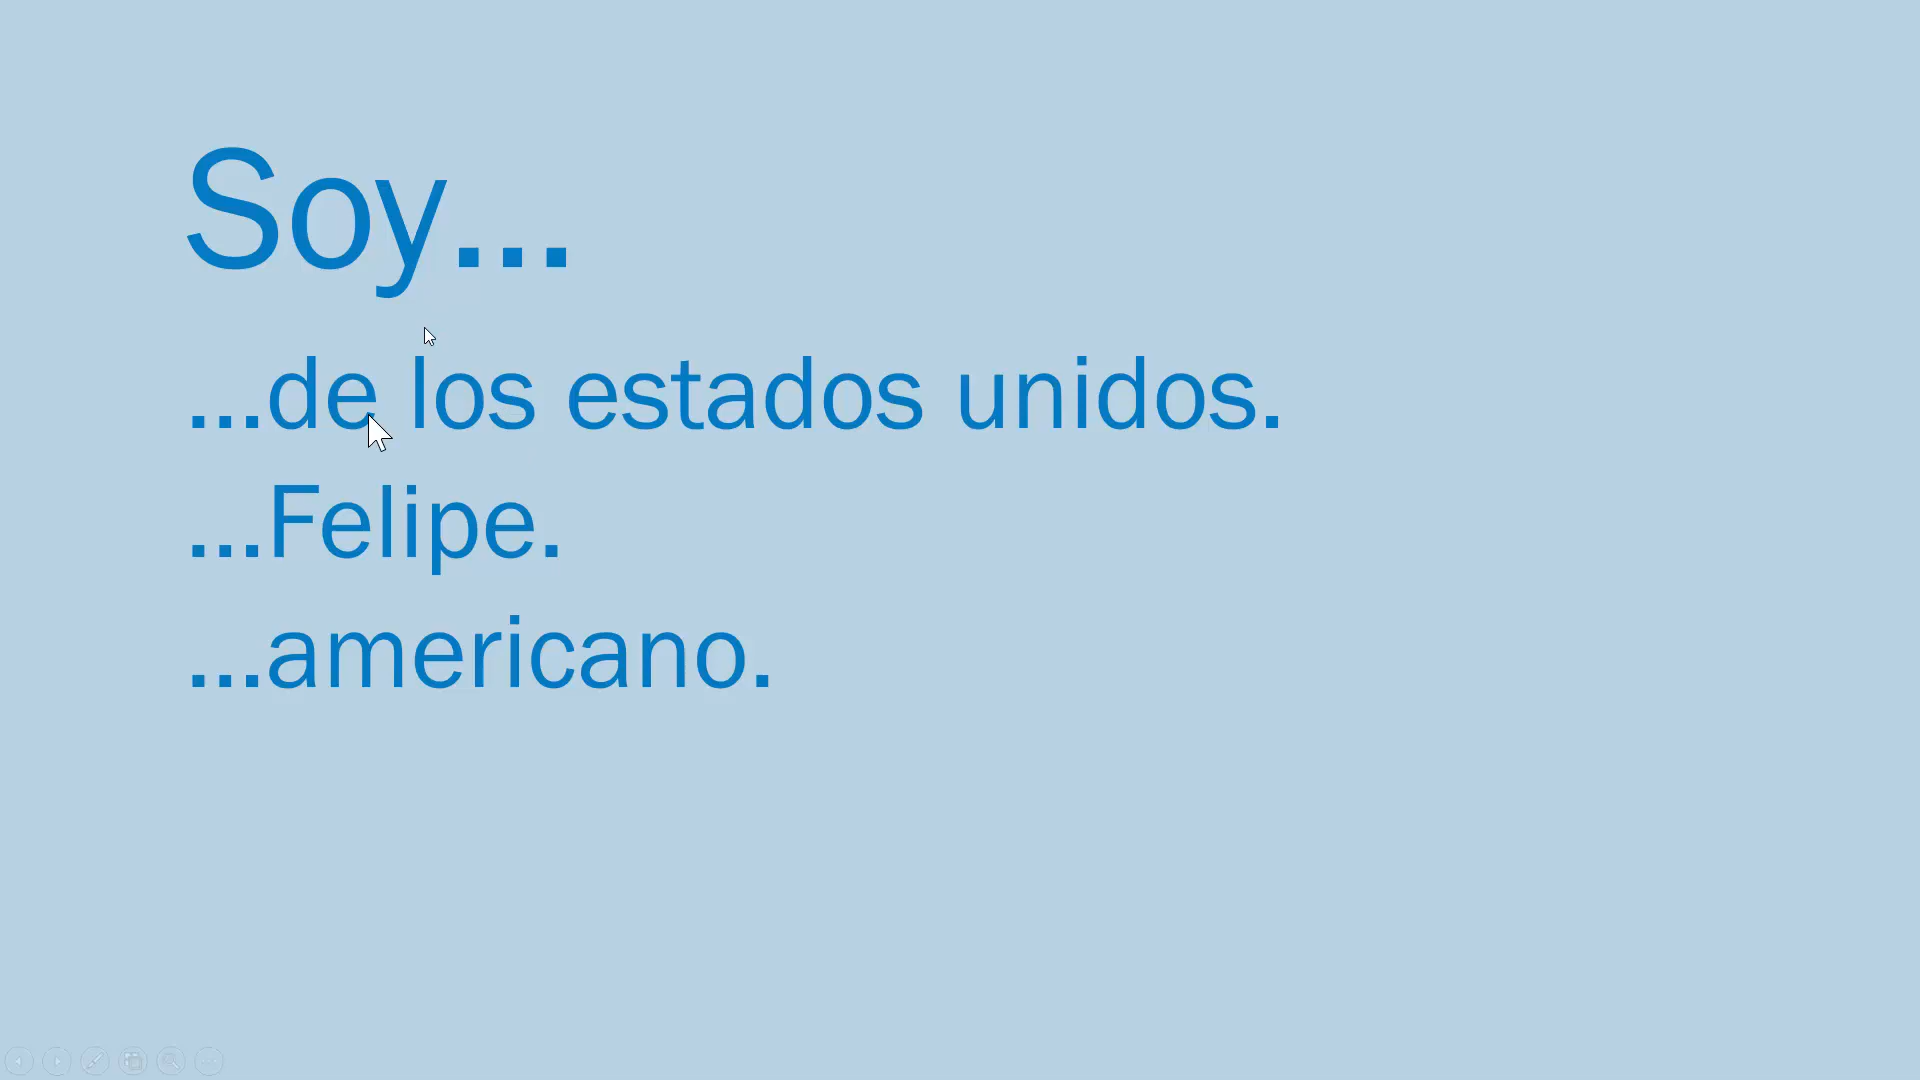 Soy...
...de los estados unidos.
...Felipe.
...americano.